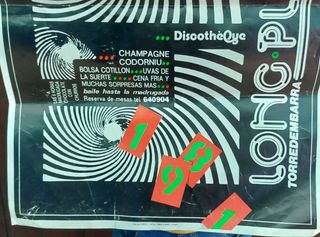 DiscothèQue
CHAMPAGNE
CODORNIU
BOLSA COTILLON UVAS DE
LA SUERTE CENA FRIA Y
MUCHAS SORPRESAS MAS
baile hasta la madrugada
Reserva de mesas tel 640904
LONG·PL
TORREDEMBARRA
1
8
9
1